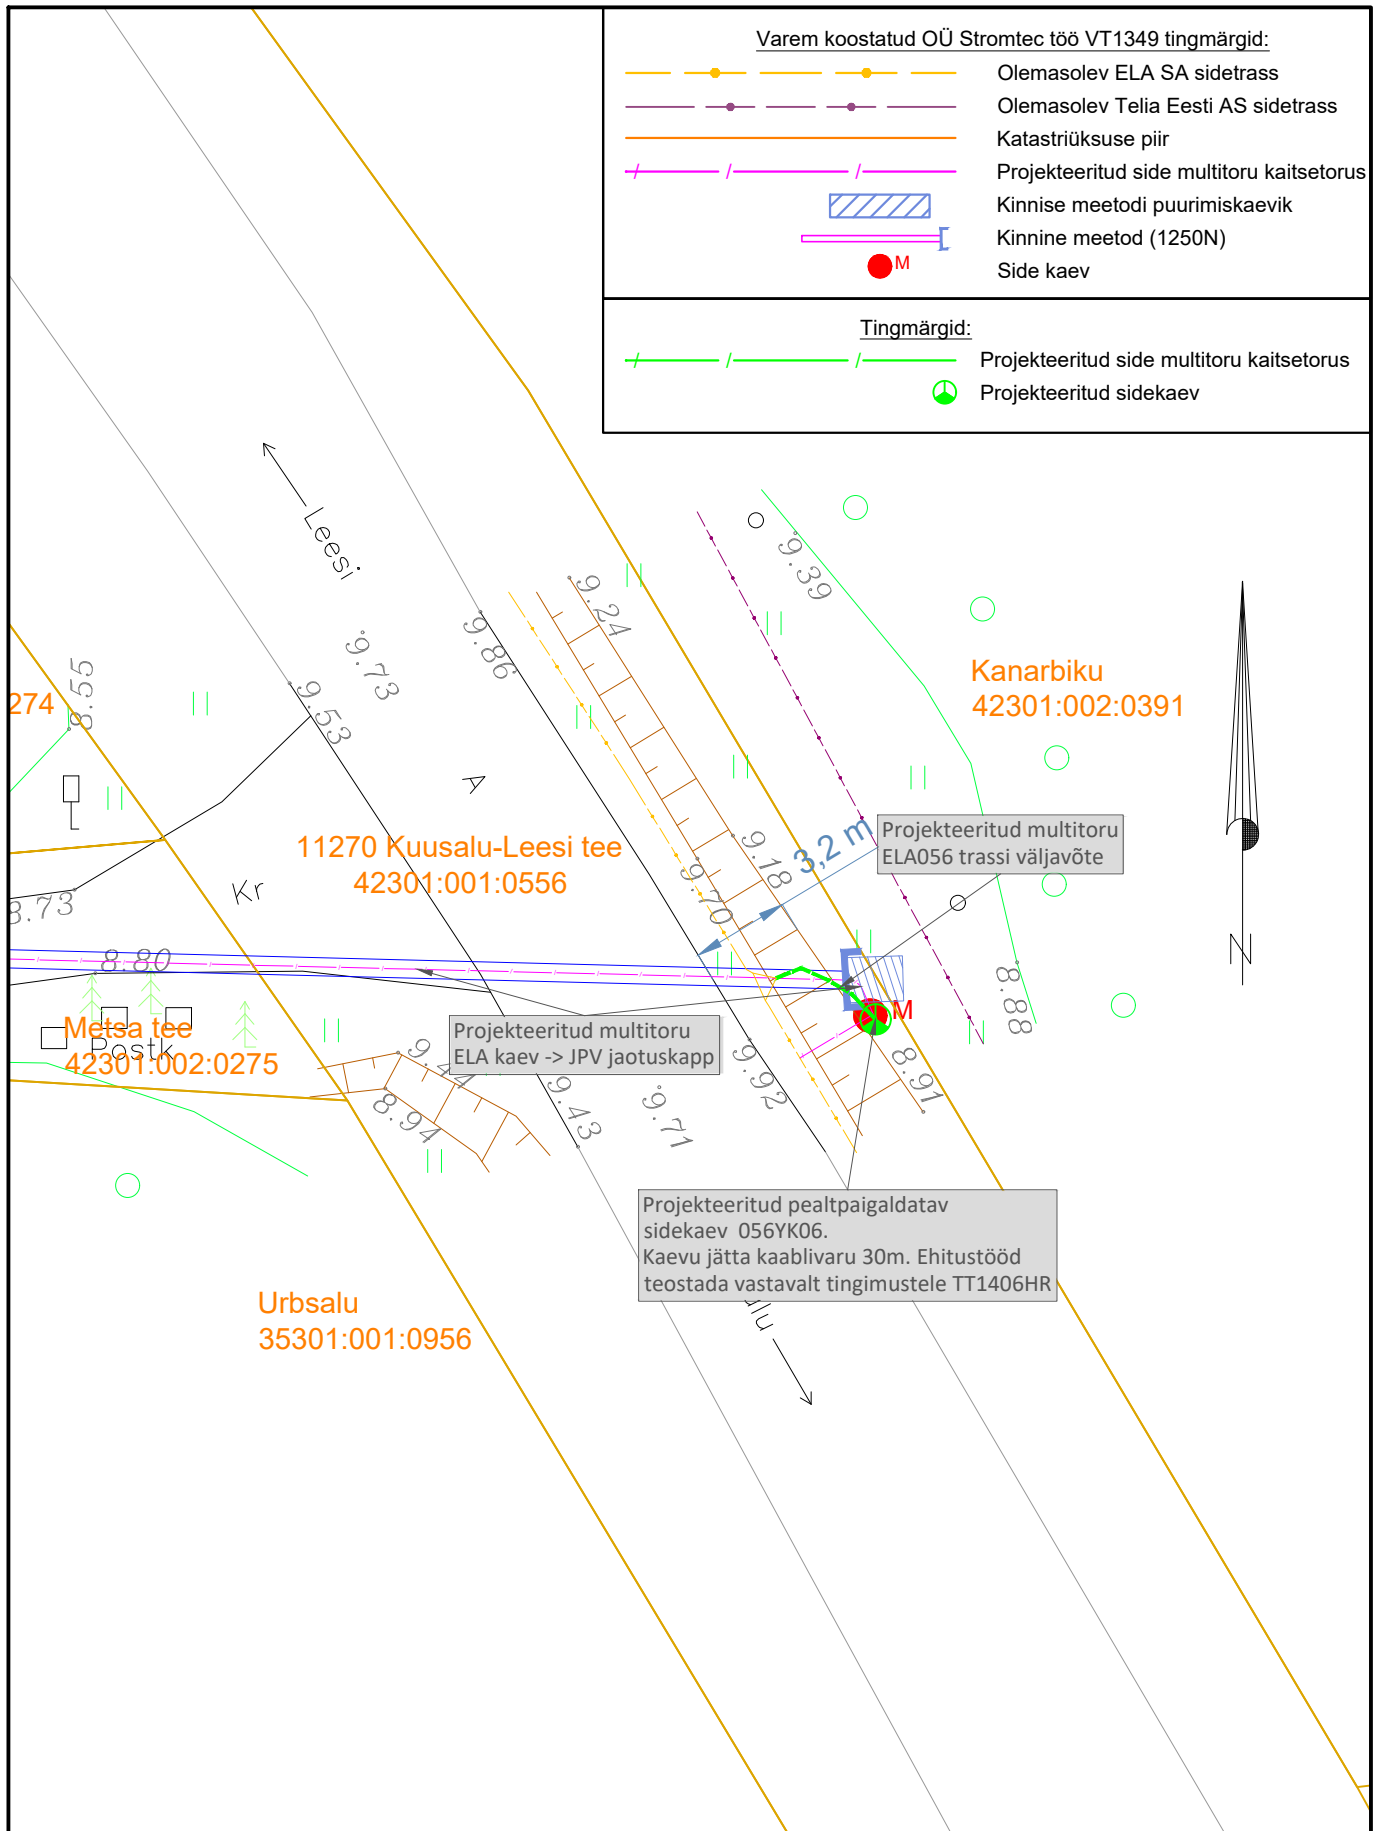 Varem koostatud OÜ Stromtec töö VT1349 tingmärgid:
Olemasolev ELA SA sidetrass
Olemasolev Telia Eesti AS sidetrass
Katastriüksuse piir
Projekteeritud side multitoru kaitsetorus
Kinnise meetodi puurimiskaevik
Kinnine meetod (1250N)
M
Side kaev
Tingmärgid:
Projekteeritud side multitoru kaitsetorus
Projekteeritud sidekaev
Leesi
9.39
9.24
9.86
9.73
8.55
274
9.53
Kanarbiku
42301:002:0391
A
11270 Kuusalu-Leesi tee
42301:001:0556
3,2 m
Projekteeritud multitoru
ELA056 trassi väljavõte
9.18
9.70
Kr
8.73
8.80
N
8.88
M
Metsa tee
Postk
42301:002:0275
Projekteeritud multitoru
ELA kaev -> JPV jaotuskapp
9.44
8.94
9.43
9.71
9.92
8.91
Projekteeritud pealtpaigaldatav
sidekaev 056YK06.
Kaevu jätta kaablivaru 30m. Ehitustööd
teostada vastavalt tingimustele TT1406HR
Urbsalu
35301:001:0956